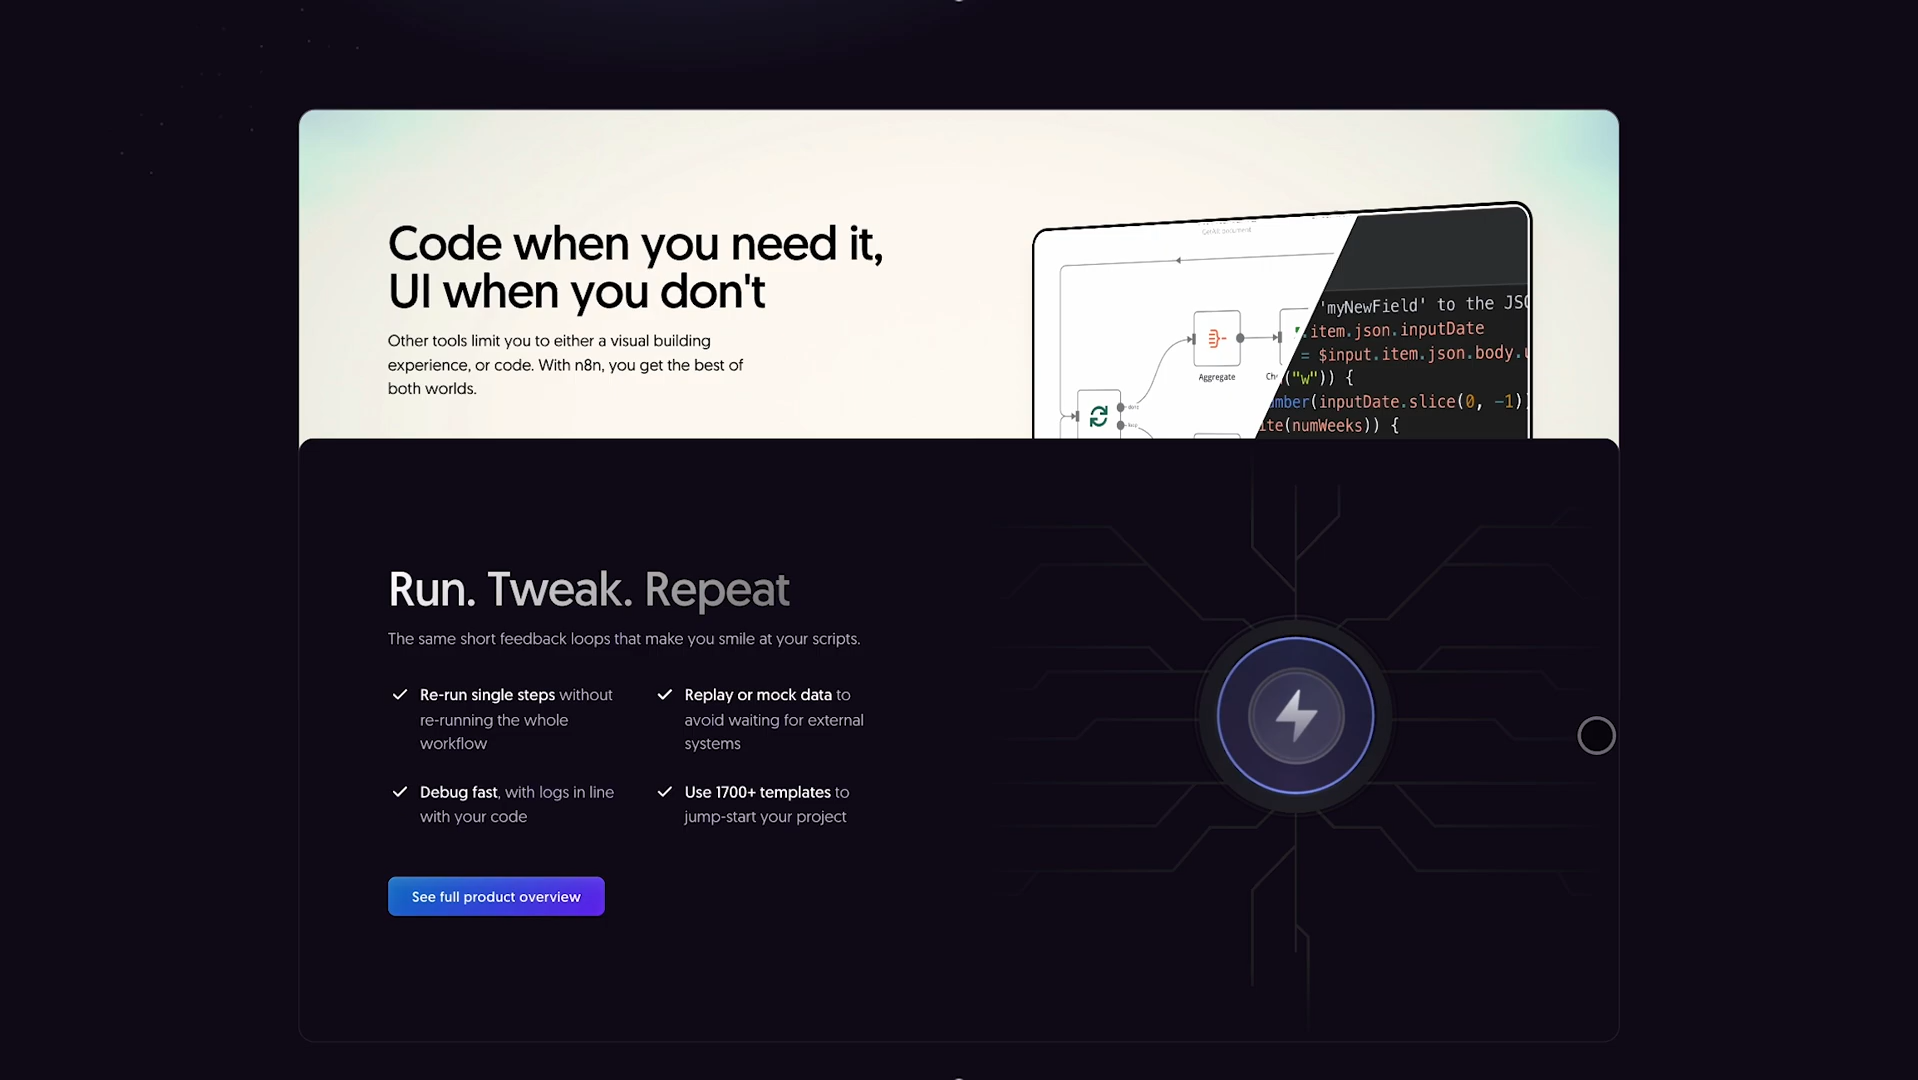 Code when you need it,
UI when you don't
Other tools limit you to either a visual building
experience, or code. With n8n, you get the best of
both worlds.
'myNewField' to the JSO
.item.json.inputDate
= $input.item.json.body.
("w")) {
mber(inputDate.slice(0, -1))
ite(numWeeks)) {
Aggregate
done
loop
Run. Tweak. Repeat
The same short feedback loops that make you smile at your scripts.
Re-run single steps without
re-running the whole
workflow
Replay or mock data to
avoid waiting for external
systems
Debug fast, with logs in line
with your code
Use 1700+ templates to
jump-start your project
See full product overview